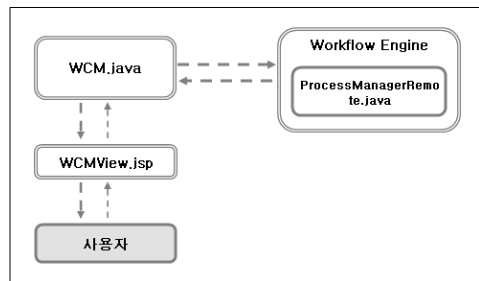 WCM.java
Workflow Engine
ProcessManagerRemo
te.java
WCMView.jsp
사용자